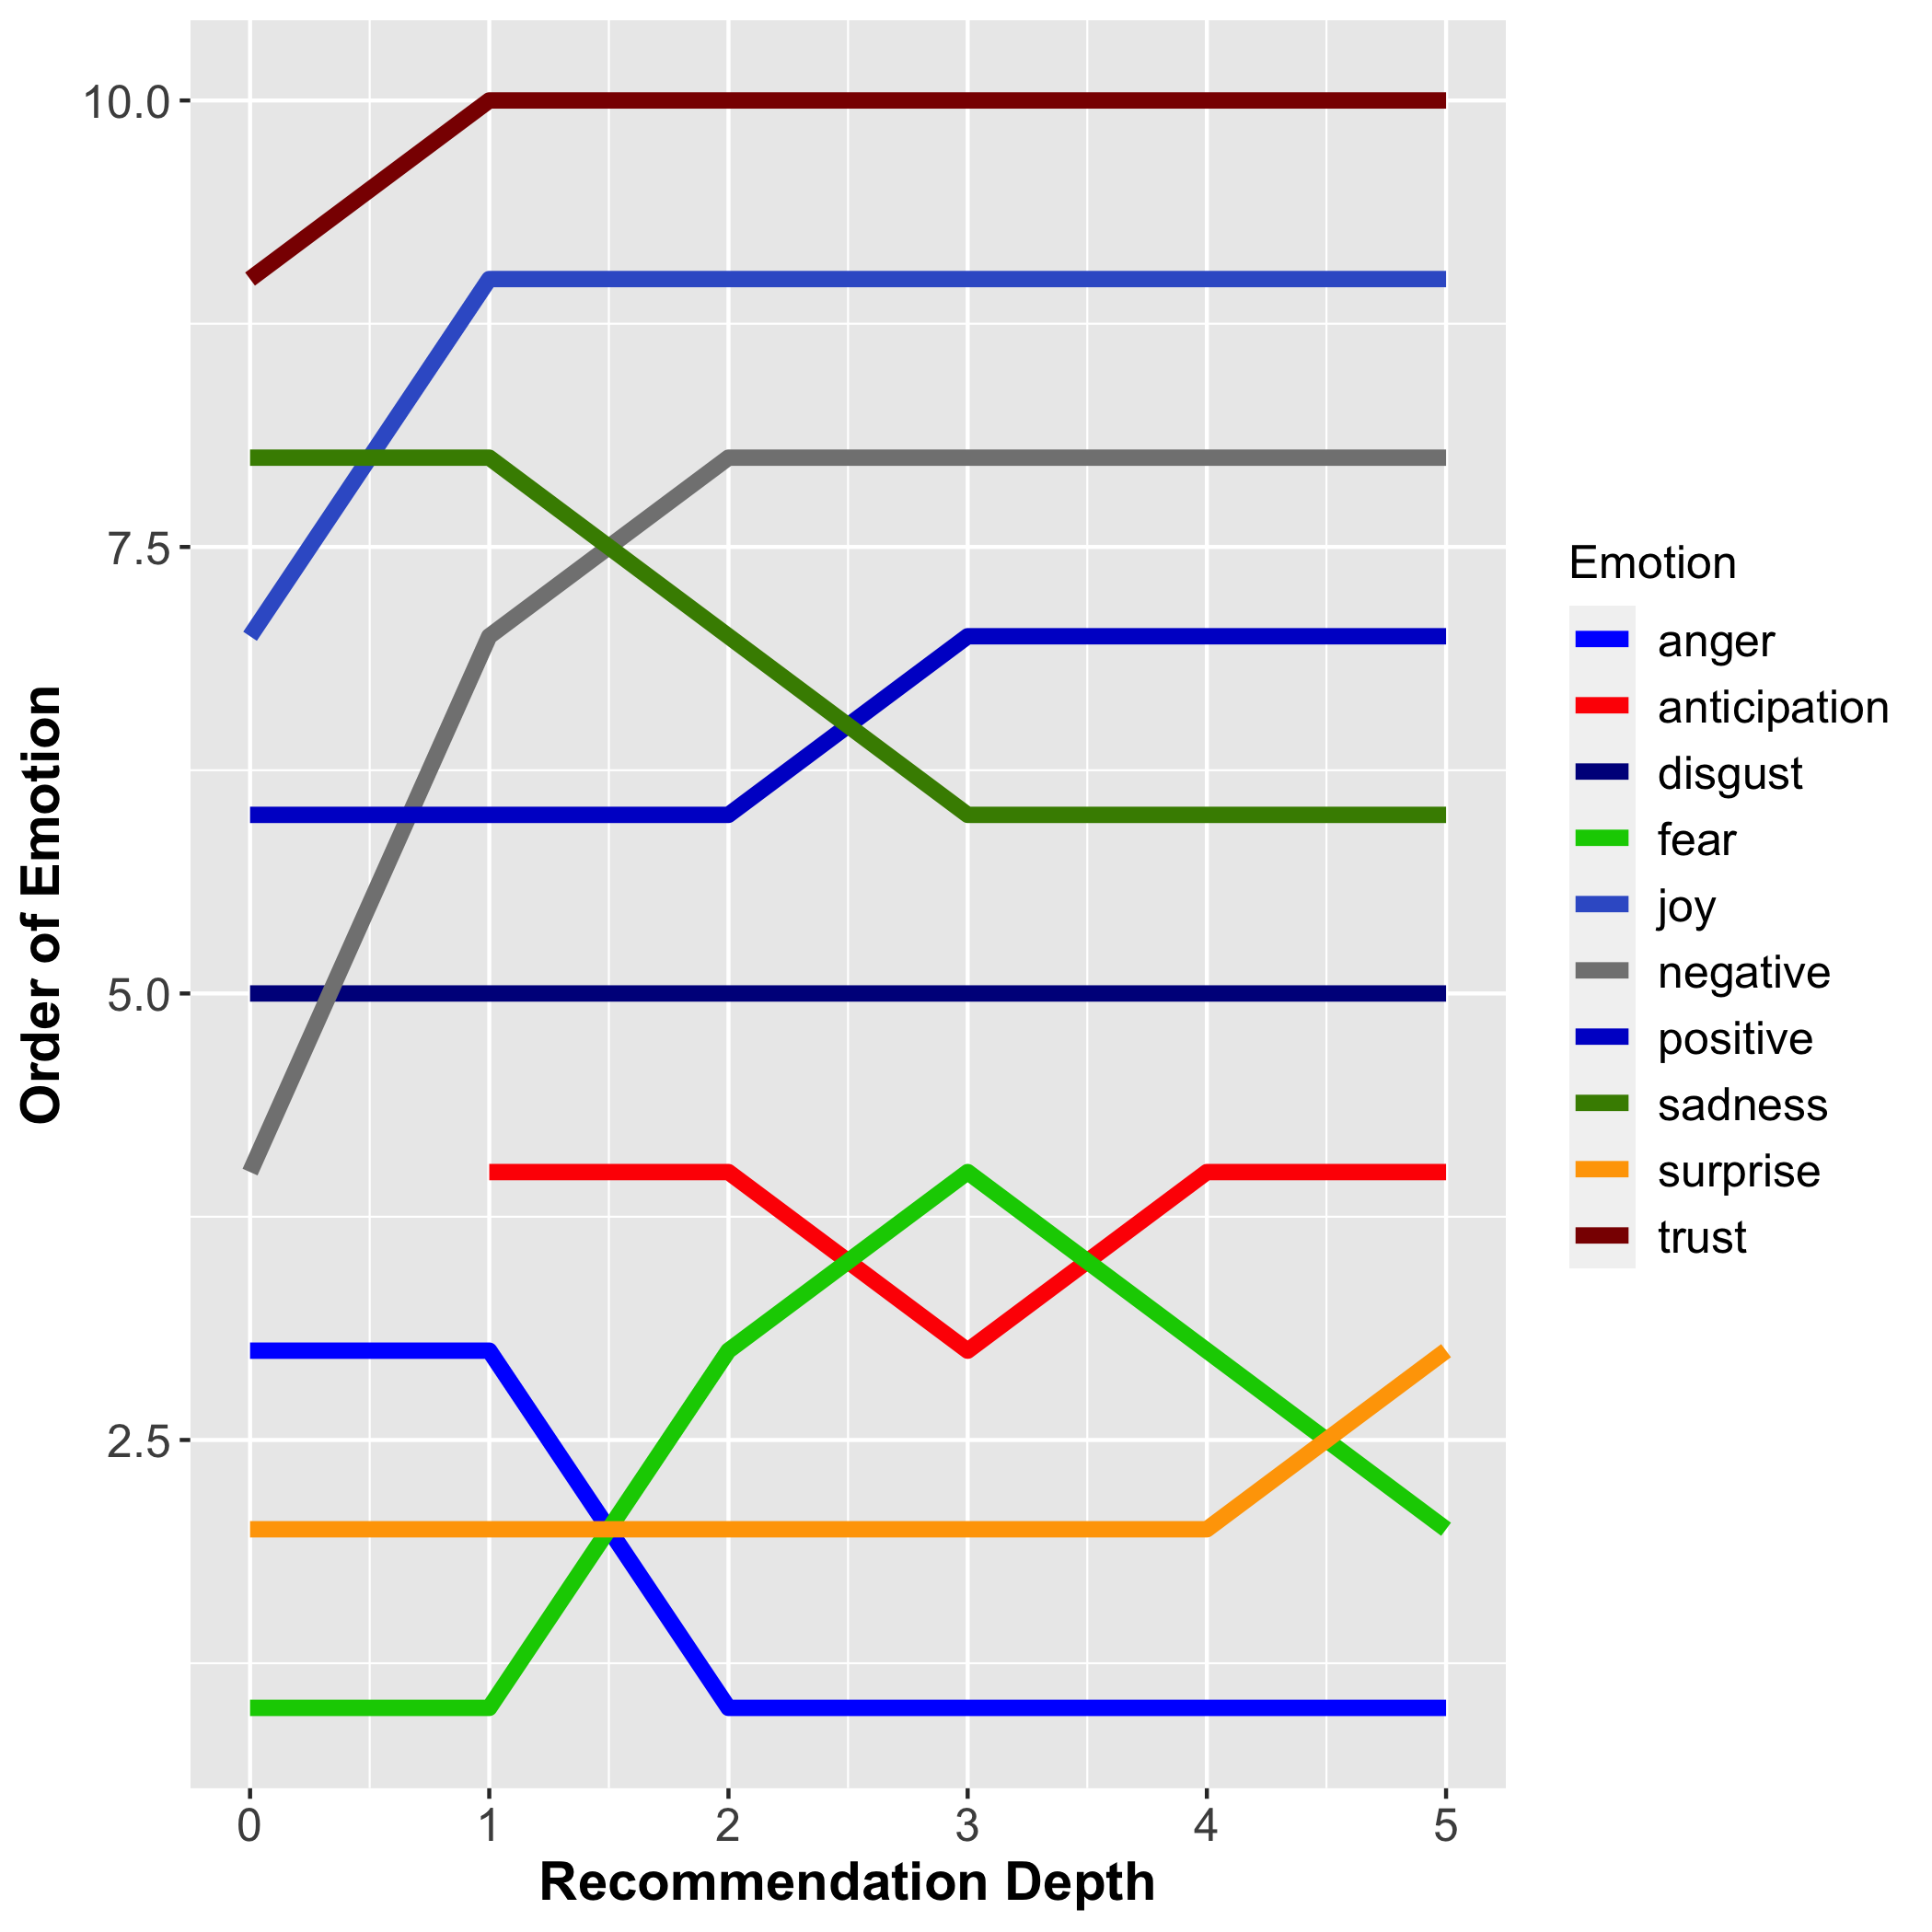 10.0
7.5
5.0
2.5
Order of Emotion
0 1 2 3 4 5
Recommendation Depth
Emotion
anger
anticipation
disgust
fear
joy
negative
positive
sadness
surprise
trust